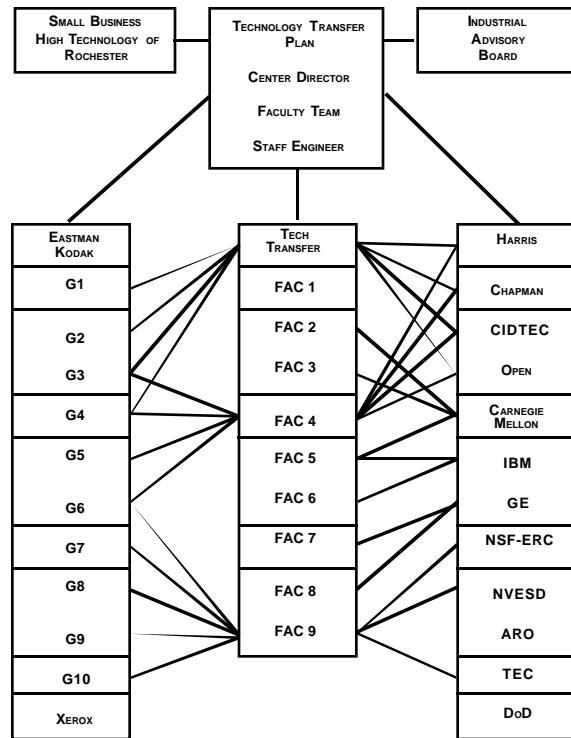 Small Business
High Technology of
Rochester
Technology Transfer
Plan
Center Director
Faculty Team
Staff Engineer
Industrial
Advisory
Board
Eastman
Kodak
G1
G2
G3
G4
G5
G6
G7
G8
G9
G10
Xerox
Tech
Transfer
FAC 1
FAC 2
FAC 3
FAC 4
FAC 5
FAC 6
FAC 7
FAC 8
FAC 9
Harris
Chapman
CIDTEC
Open
Carnegie
Mellon
IBM
GE
NSF-ERC
NVESD
ARO
TEC
DoD